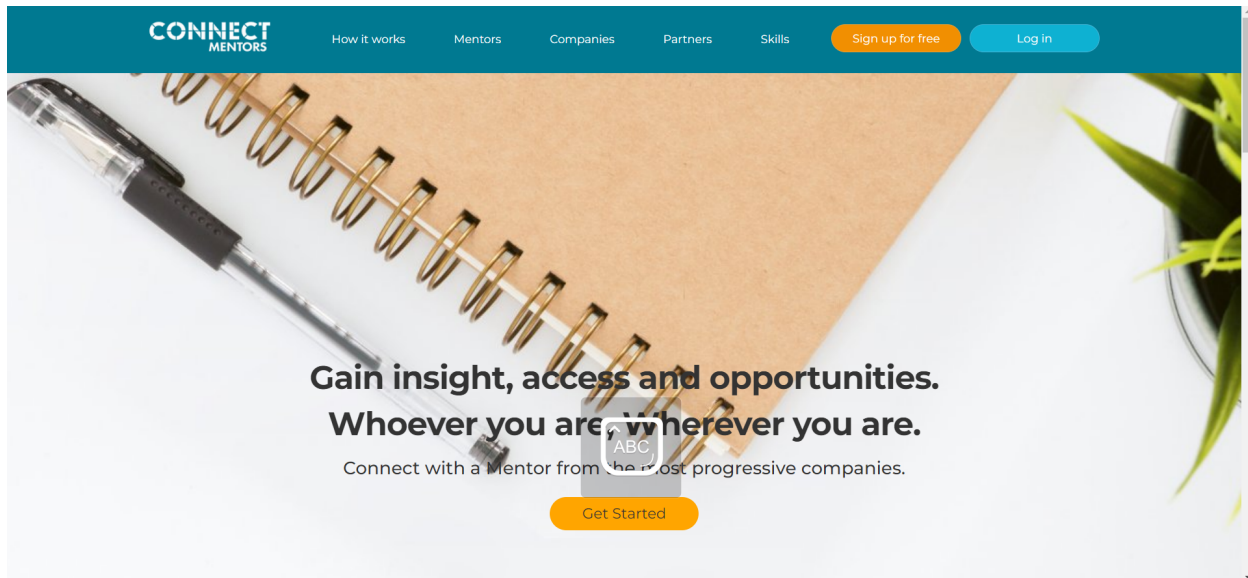 CONNECT
MENTORS
How it works
Mentors
Companies
Partners
Skills
Sign up for free
Log in
Gain insight, access and opportunities.
Whoever you are, Wherever you are.
Connect with a Mentor from the most progressive companies.
ABC
Get Started